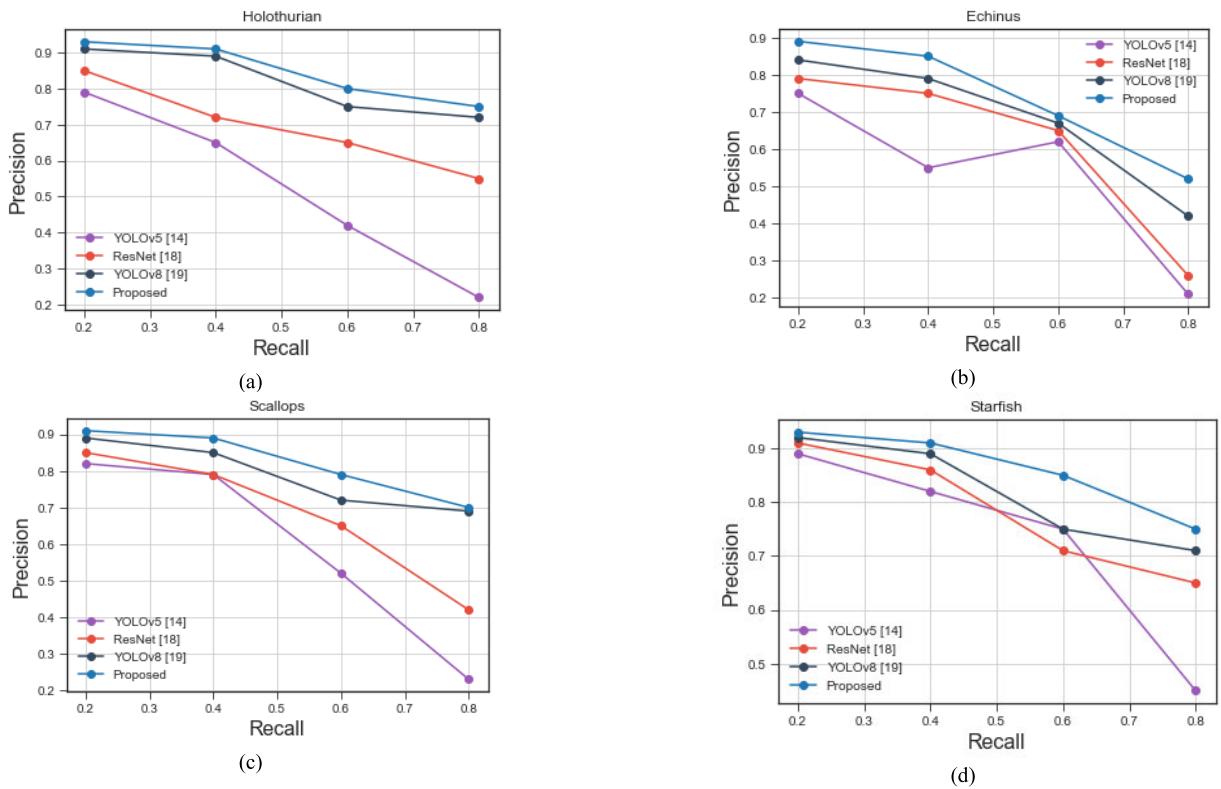 Holothurian
Precision
0.9
0.8
0.7
0.6
0.5
0.4
0.3
0.2
YOLOv5 [14]
ResNet [18]
YOLOv8 [19]
Proposed
0.2 0.3 0.4 0.5 0.6 0.7 0.8
Recall
(a)
Echinus
Precision
0.9
0.8
0.7
0.6
0.5
0.4
0.3
0.2
YOLOv5 [14]
ResNet [18]
YOLOv8 [19]
Proposed
0.2 0.3 0.4 0.5 0.6 0.7 0.8
Recall
(b)
Scallops
Precision
0.9
0.8
0.7
0.6
0.5
0.4
0.3
0.2
YOLOv5 [14]
ResNet [18]
YOLOv8 [19]
Proposed
0.2 0.3 0.4 0.5 0.6 0.7 0.8
Recall
(c)
Starfish
Precision
0.9
0.8
0.7
0.6
0.5
YOLOv5 [14]
ResNet [18]
YOLOv8 [19]
Proposed
0.2 0.3 0.4 0.5 0.6 0.7 0.8
Recall
(d)